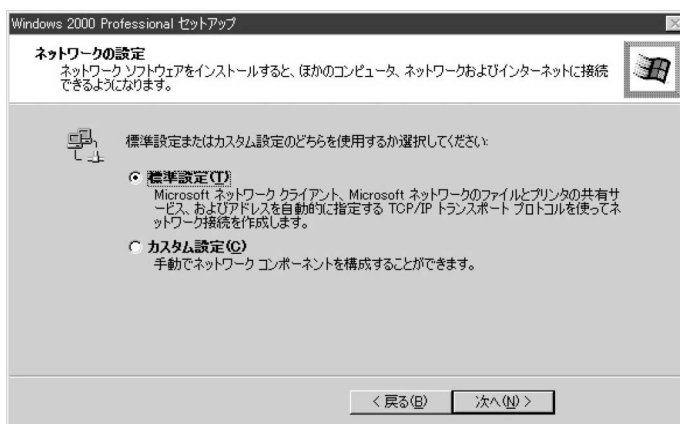 Windows 2000 Professional セットアップ
ネットワークの設定
ネットワーク ソフトウェアをインストールすると、ほかのコンピュータ、ネットワークおよびインターネットに接続
できるようになります。
標準設定またはカスタム設定のどちらを使用するか選択してください:
標準設定(T)
Microsoft ネットワーク クライアント、Microsoft ネットワークのファイルとプリンタの共有サ
ービス、およびアドレスを自動的に指定する TCP/IP トランスポート プロトコルを使ってネ
ットワーク接続を作成します。
カスタム設定(C)
手動でネットワーク コンポーネントを構成することができます。
< 戻る(B)
次へ(N) >